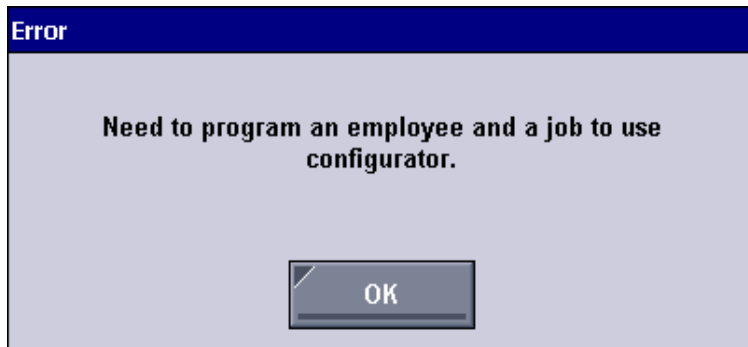 Error
Need to program an employee and a job to use
configurator.
OK